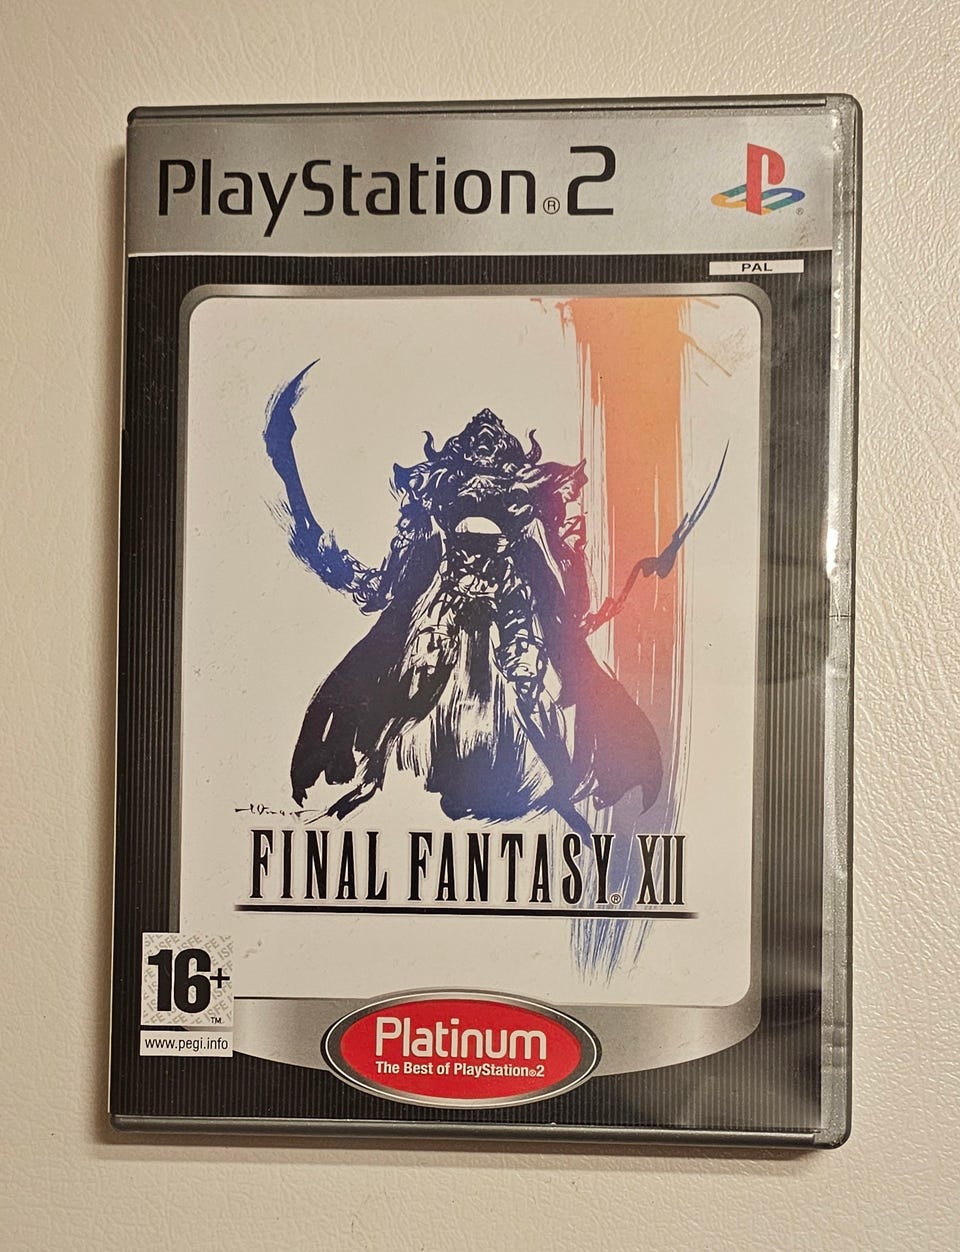 PlayStation®2
®
PAL
FINAL FANTASY® XII
16+
TM
www.pegi.info
Platinum
The Best of PlayStation®2